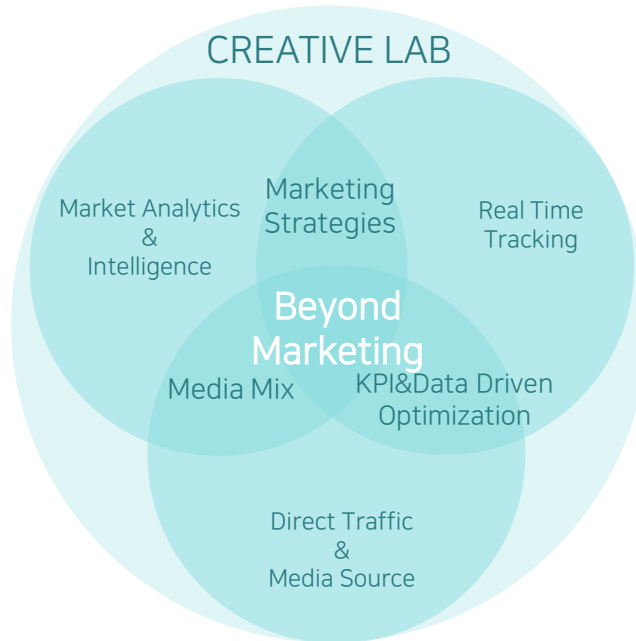 CREATIVE LAB
Market Analytics
&
Intelligence
Marketing
Strategies
Real Time
Tracking
Beyond
Marketing
Media Mix
KPI&Data Driven
Optimization
Direct Traffic
&
Media Source